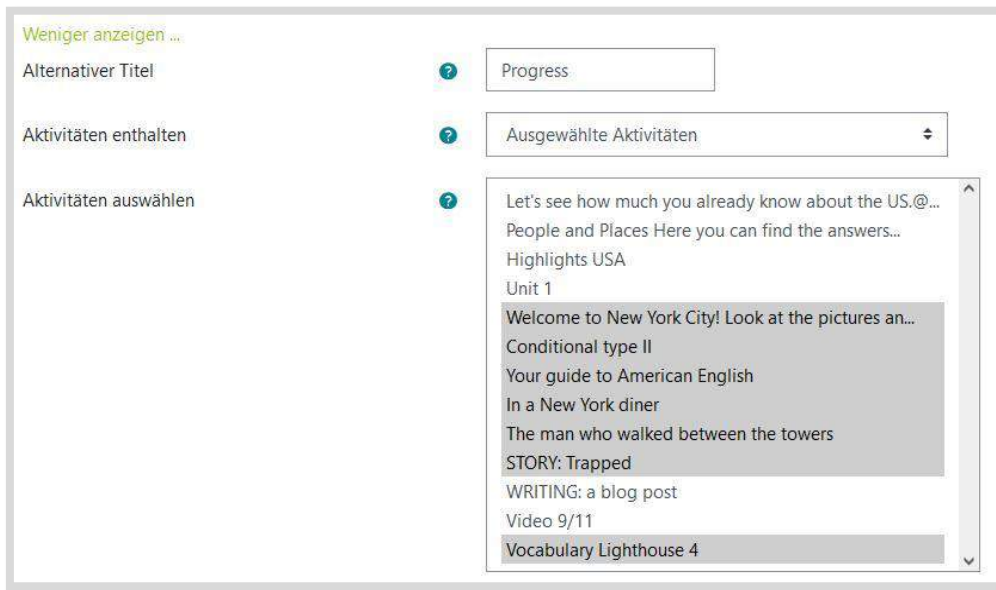 Weniger anzeigen ...
Alternativer Titel ? Progress
Aktivitäten enthalten ? Ausgewählte Aktivitäten
Aktivitäten auswählen ? Let's see how much you already know about the US.@...
People and Places Here you can find the answers...
Highlights USA
Unit 1
Welcome to New York City! Look at the pictures an...
Conditional type II
Your guide to American English
In a New York diner
The man who walked between the towers
STORY: Trapped
WRITING: a blog post
Video 9/11
Vocabulary Lighthouse 4